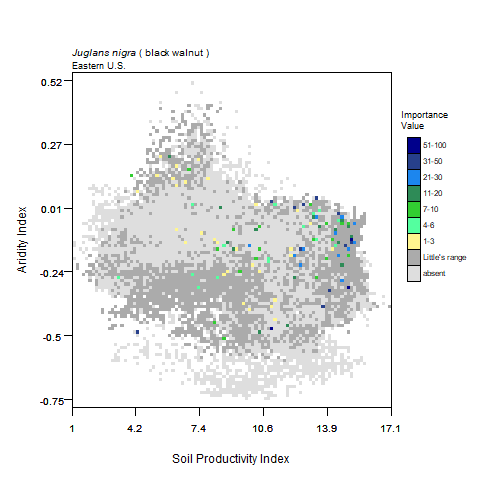 Juglans nigra ( black walnut )
Eastern U.S.
0.52
0.27
0.01
-0.24
-0.5
-0.75
Aridity Index
1 4.2 7.4 10.6 13.9 17.1
Soil Productivity Index
Importance
Value
51-100
31-50
21-30
11-20
7-10
4-6
1-3
Little's range
absent